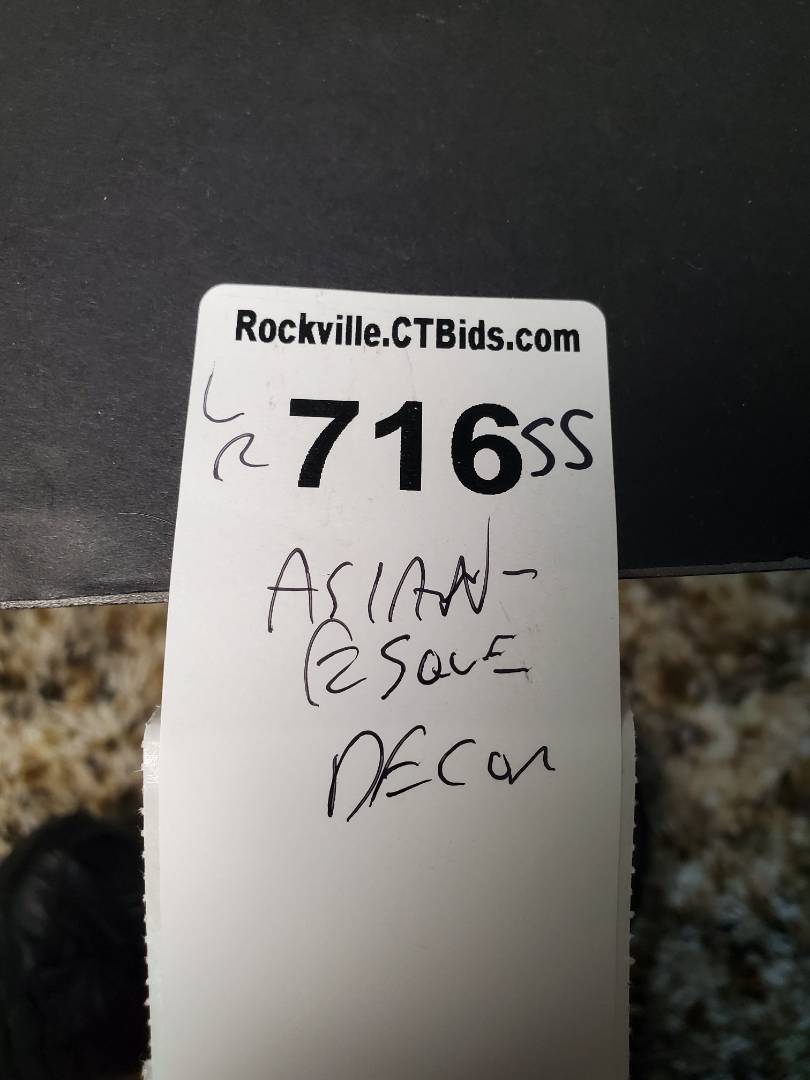 Rockville.CTBids.com
LR 716 SS
ASIAN-
ESQUE
DECOR